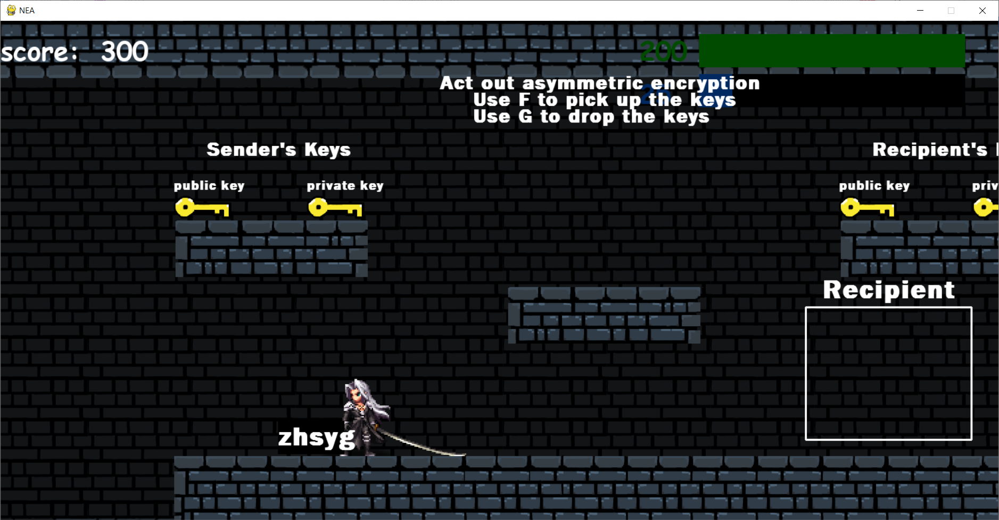 NEA
score: 300
200
Act out asymmetric encryption
Use F to pick up the keys
Use G to drop the keys
Sender's Keys
Recipient's
public key
private key
public key
priv
Recipient
zhsyg